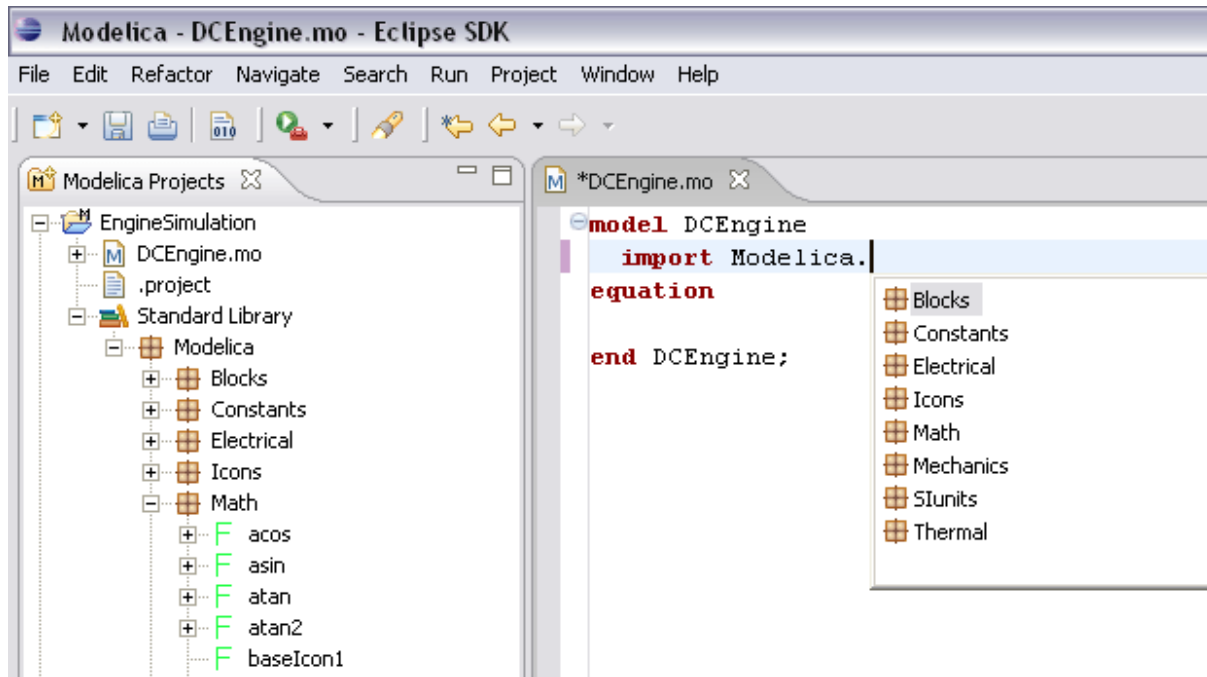 Modelica - DCEngine.mo - Eclipse SDK
File Edit Refactor Navigate Search Run Project Window Help
010
Modelica Projects
EngineSimulation
DCEngine.mo
.project
Standard Library
Modelica
Blocks
Constants
Electrical
Icons
Math
acos
asin
atan
atan2
baseIcon1
*DCEngine.mo
model DCEngine
import Modelica.
equation
end DCEngine;
Blocks
Constants
Electrical
Icons
Math
Mechanics
SIunits
Thermal